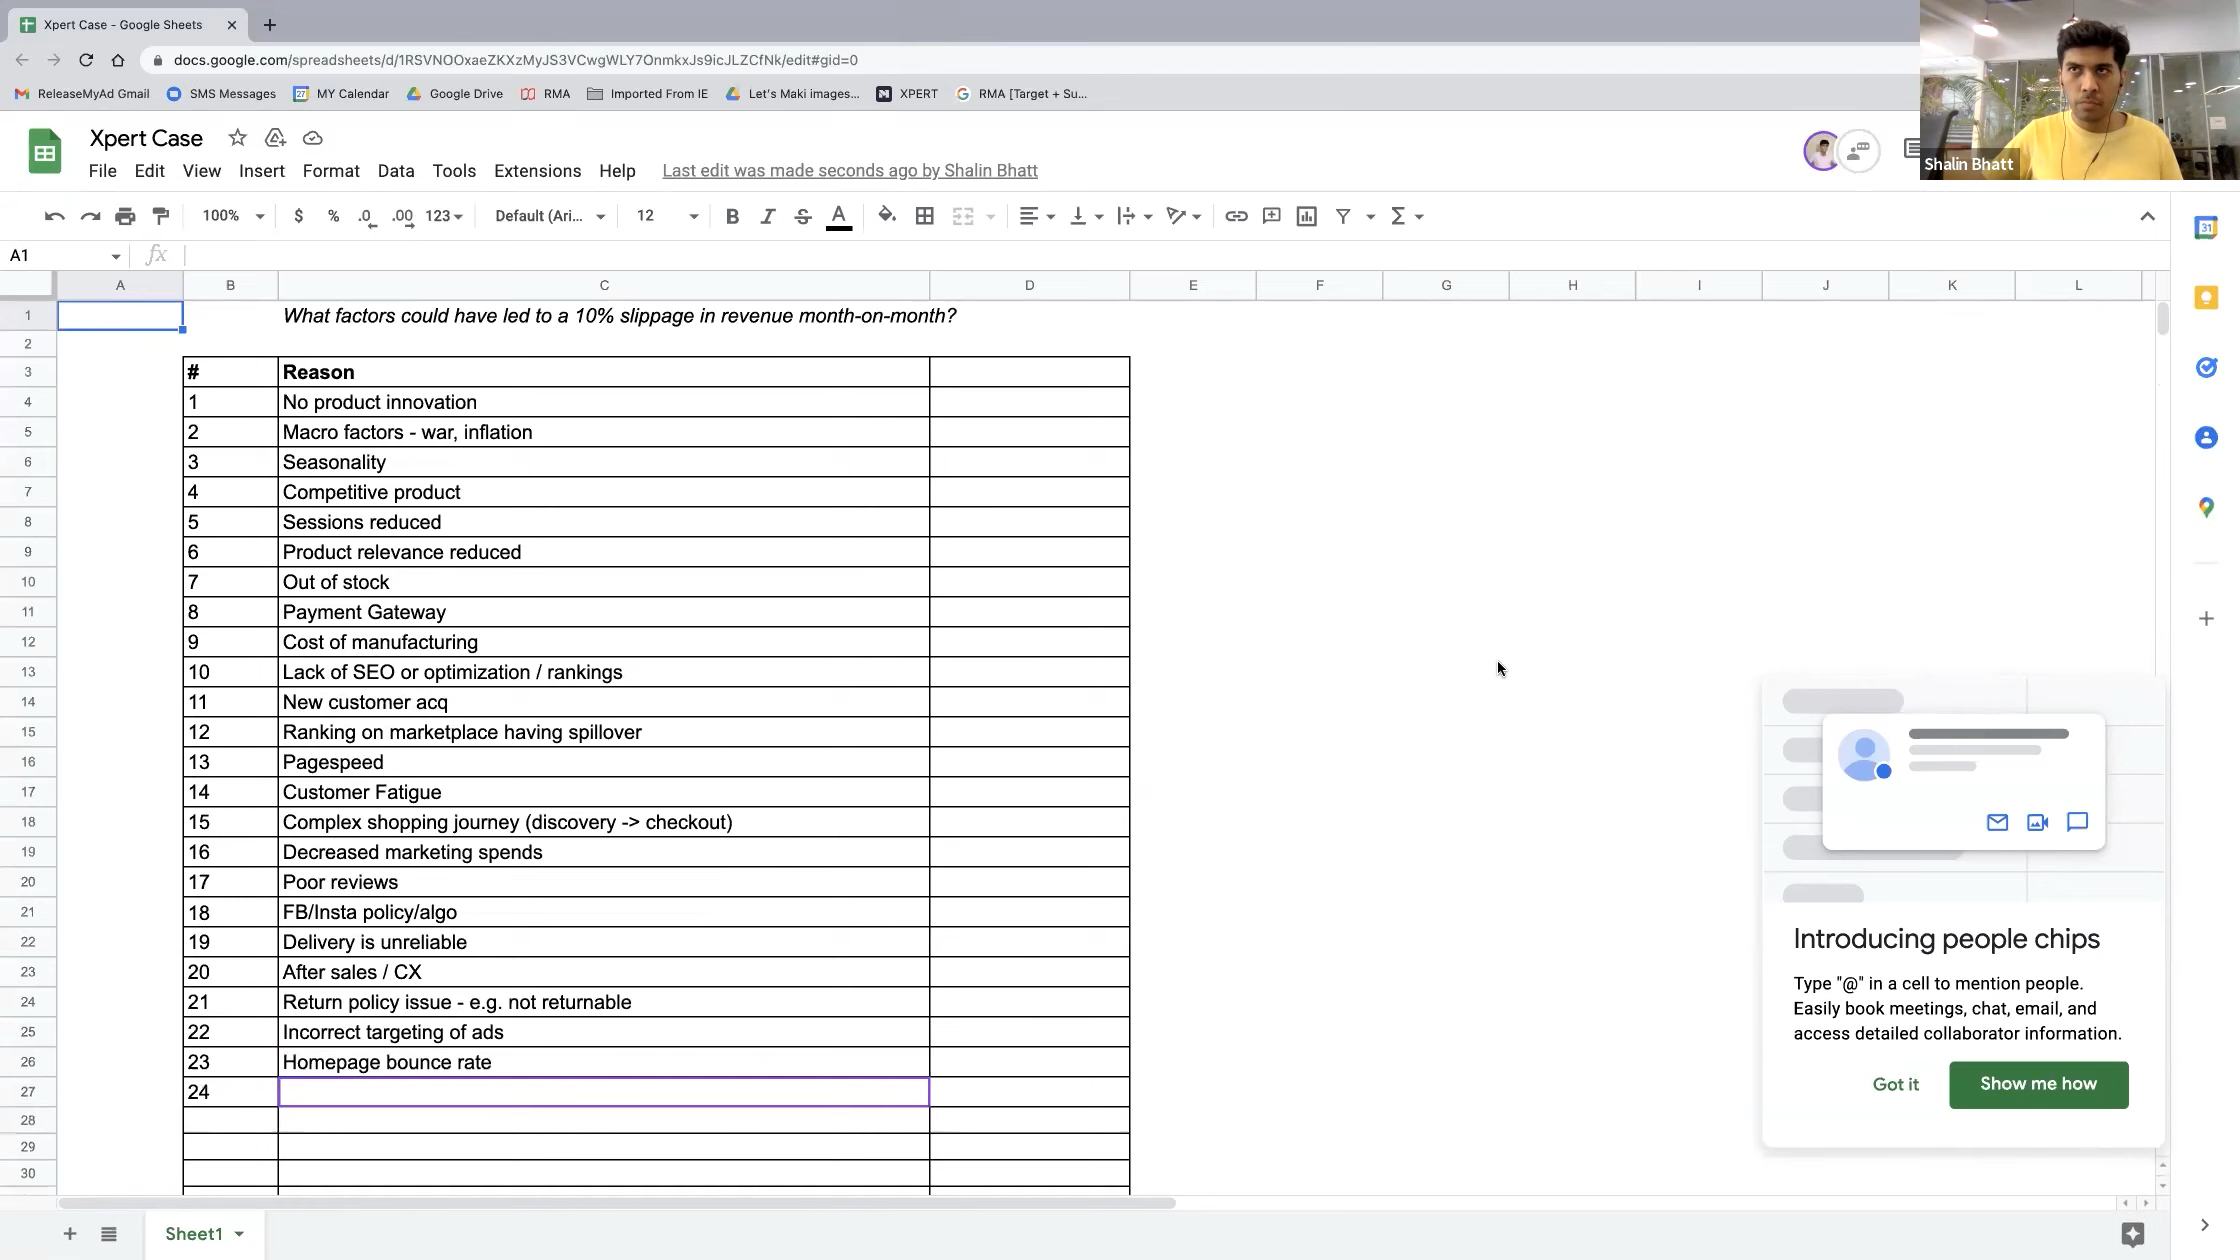 Xpert Case - Google Sheets
docs.google.com/spreadsheets/d/1RSVNOOxaeZKXzMyJS3VCwgWLY7OnmkxJs9icJLZCfNk/edit#gid=0
ReleaseMyAd Gmail SMS Messages MY Calendar Google Drive RMA Imported From IE Let's Maki images... XPERT RMA [Target + Su...
Xpert Case
File Edit View Insert Format Data Tools Extensions Help Last edit was made seconds ago by Shalin Bhatt
Shalin Bhatt
100% $ % .0 .00 123 Default (Ari... 12 B I S A
A1 fx
A B C D E F G H I J K L
1 What factors could have led to a 10% slippage in revenue month-on-month?
2
3 # Reason
4 1 No product innovation
5 2 Macro factors - war, inflation
6 3 Seasonality
7 4 Competitive product
8 5 Sessions reduced
9 6 Product relevance reduced
10 7 Out of stock
11 8 Payment Gateway
12 9 Cost of manufacturing
13 10 Lack of SEO or optimization / rankings
14 11 New customer acq
15 12 Ranking on marketplace having spillover
16 13 Pagespeed
17 14 Customer Fatigue
18 15 Complex shopping journey (discovery -> checkout)
19 16 Decreased marketing spends
20 17 Poor reviews
21 18 FB/Insta policy/algo
22 19 Delivery is unreliable
23 20 After sales / CX
24 21 Return policy issue - e.g. not returnable
25 22 Incorrect targeting of ads
26 23 Homepage bounce rate
27 24
28
29
30
Introducing people chips
Type "@" in a cell to mention people.
Easily book meetings, chat, email, and
access detailed collaborator information.
Got it Show me how
Sheet1
31